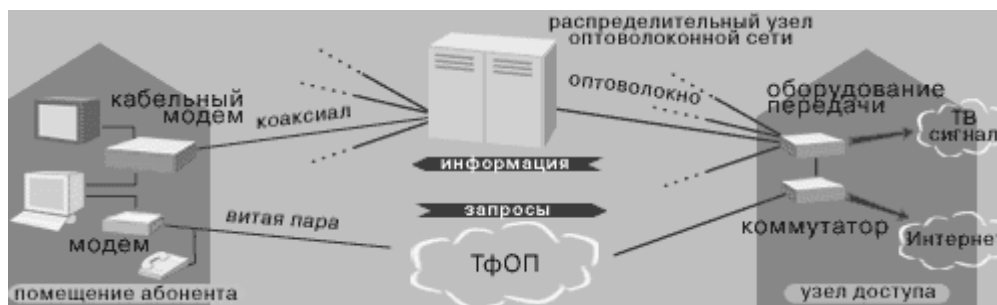 распределительный узел
оптоволоконной сети
кабельный
модем
коаксиал
оптоволокно
оборудование
передачи
ТВ
сигнал
информация
запросы
витая пара
модем
ТфОП
коммутатор
Интернет
помещение абонента
узел доступа